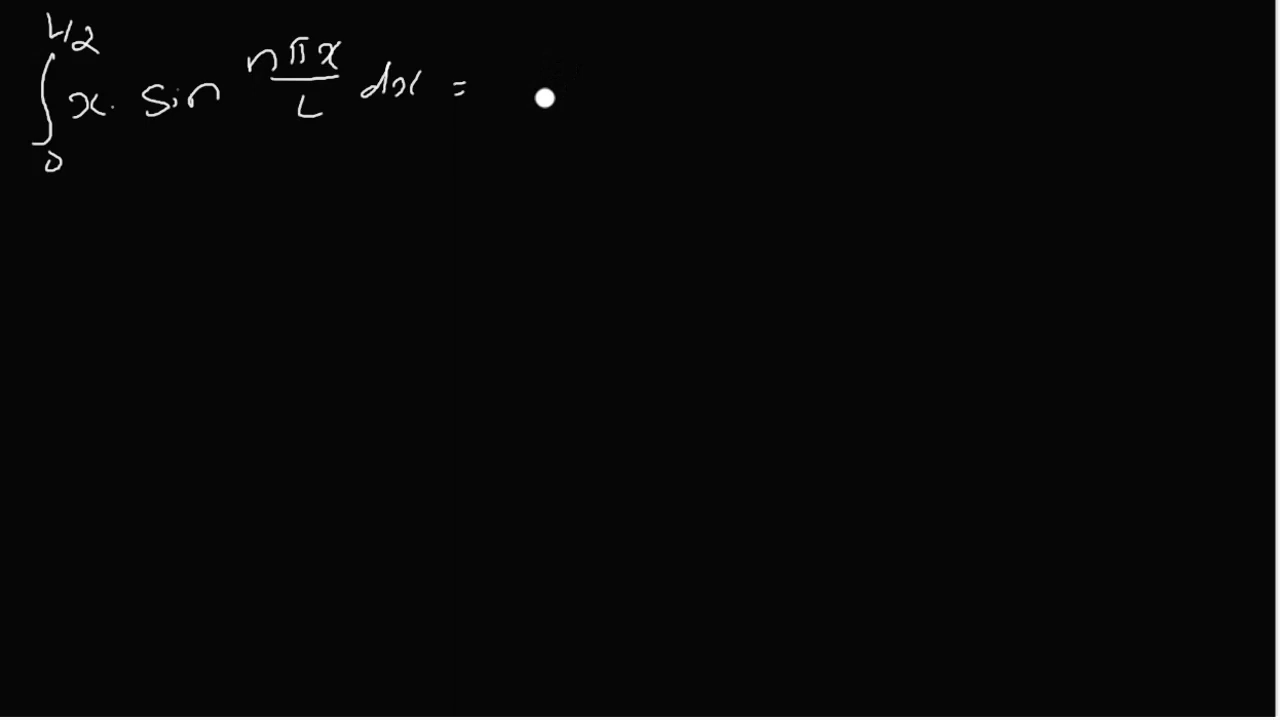 ∫₀^{L/2} x. sin nπx/L dx =